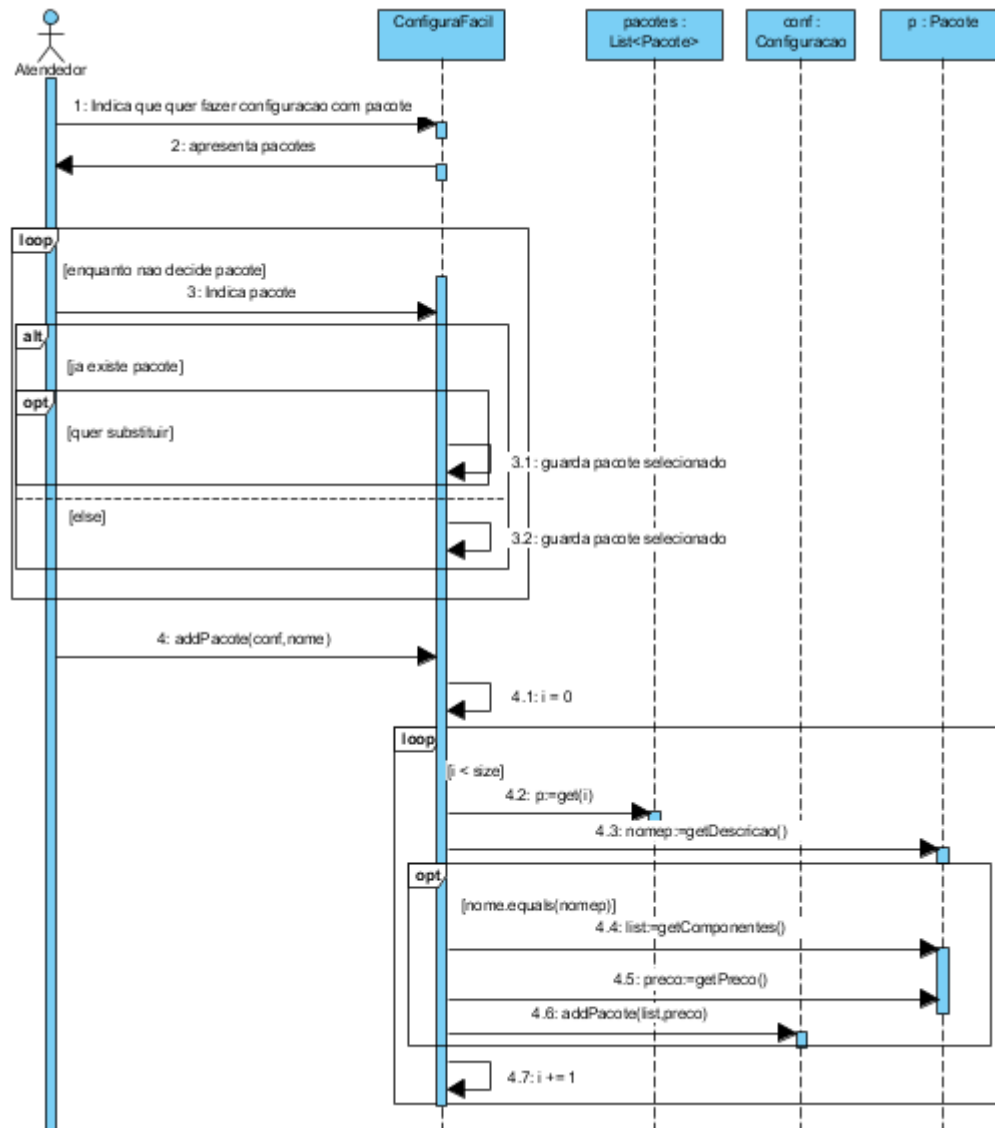 ConfiguraFacil
pacotes :
List<Pacote>
conf :
Configuracao
p : Pacote
Atendedor
1: Indica que quer fazer configuracao com pacote
2: apresenta pacotes
loop
[enquanto nao decide pacote]
3: Indica pacote
alt
[ja existe pacote]
opt
[quer substituir]
3.1: guarda pacote selecionado
[else]
3.2: guarda pacote selecionado
4: addPacote(conf,nome)
4.1: i = 0
loop
[i < size]
4.2: p:=get(i)
4.3: nomep:=getDescricao()
opt
[nome.equals(nomep)]
4.4: list:=getComponentes()
4.5: preco:=getPreco()
4.6: addPacote(list,preco)
4.7: i += 1